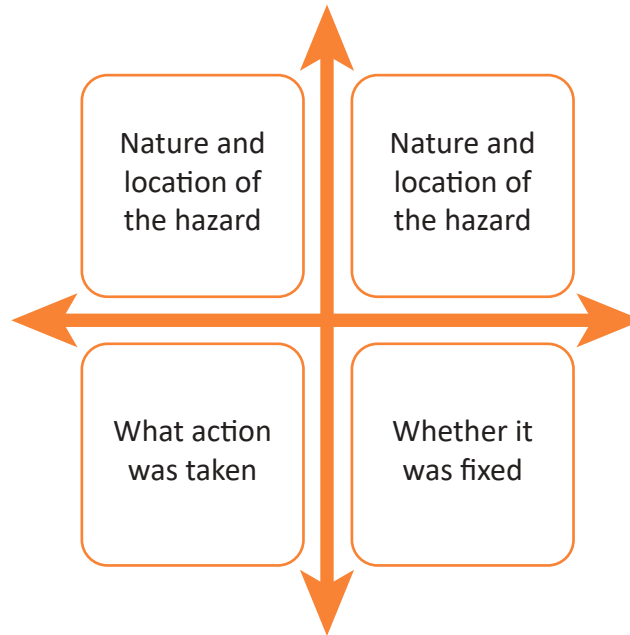 Nature and
location of
the hazard
Nature and
location of
the hazard
What action
was taken
Whether it
was fixed